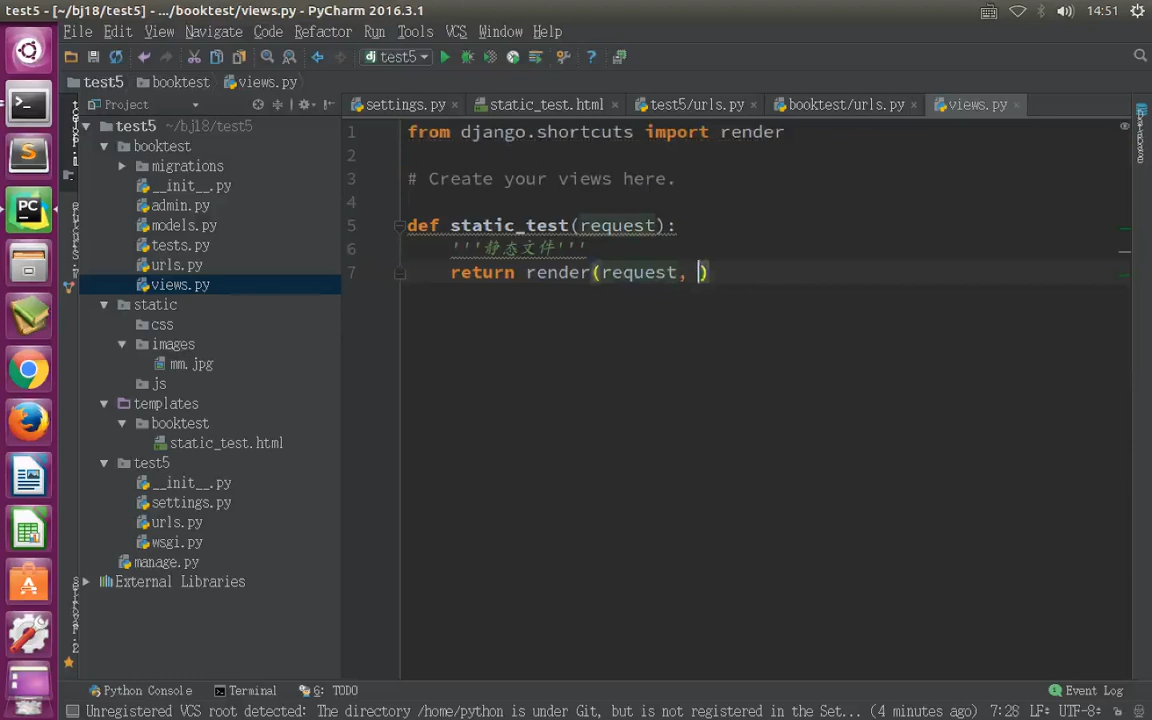 test5 - [~/bj18/test5] - .../booktest/views.py - PyCharm 2016.3.1
14:51
File Edit View Navigate Code Refactor Run Tools VCS Window Help
dj test5
test5 booktest views.py
Project
settings.py static_test.html test5/urls.py booktest/urls.py views.py
test5 ~/bj18/test5
booktest
migrations
__init__.py
admin.py
models.py
tests.py
urls.py
views.py
static
css
images
mm.jpg
js
templates
booktest
static_test.html
test5
__init__.py
settings.py
urls.py
wsgi.py
manage.py
External Libraries
1 from django.shortcuts import render
2
3 # Create your views here.
4
5 def static_test(request):
6 '''静态文件'''
7 return render(request, )
Python Console Terminal 6: TODO Event Log
Unregistered VCS root detected: The directory /home/python is under Git, but is not registered in the Set... (4 minutes ago) 7:28 LF÷ UTF-8÷